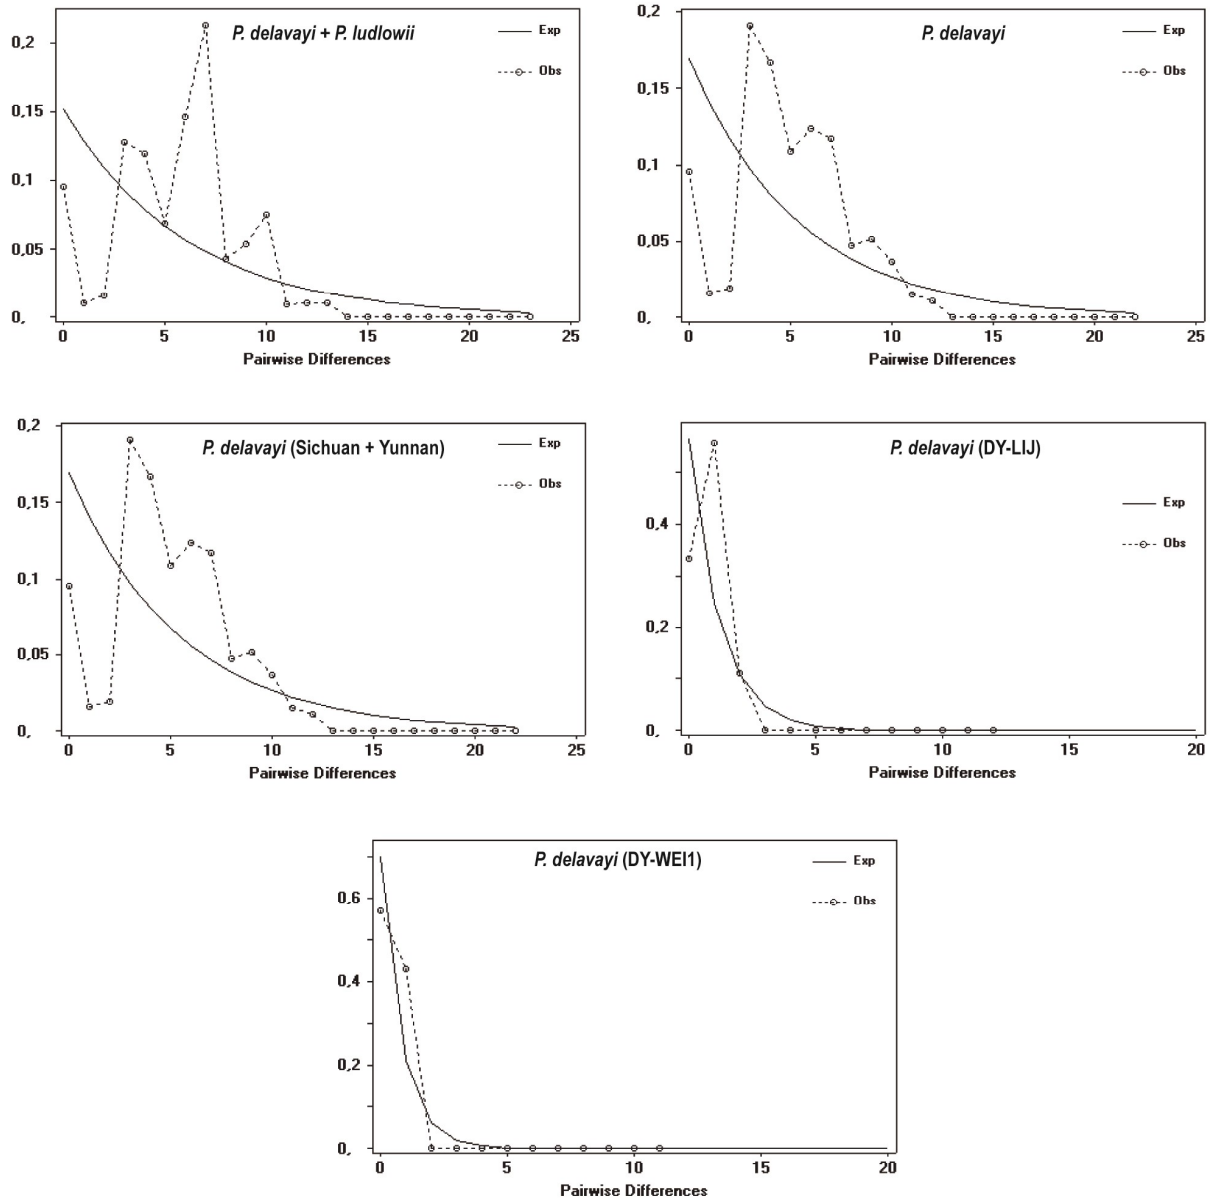 P. delavayi + P. ludlowii
Exp
Obs
0,2
0,15
0,1
0,05
0,
0 5 10 15 20 25
Pairwise Differences
P. delavayi
Exp
Obs
0,2
0,15
0,1
0,05
0,
0 5 10 15 20 25
Pairwise Differences
P. delavayi (Sichuan + Yunnan)
Exp
Obs
0,2
0,15
0,1
0,05
0,
0 5 10 15 20 25
Pairwise Differences
P. delavayi (DY-LIJ)
Exp
Obs
0,4
0,2
0,
0 5 10 15 20
Pairwise Differences
P. delavayi (DY-WEI1)
Exp
Obs
0,6
0,4
0,2
0,
0 5 10 15 20
Pairwise Differences